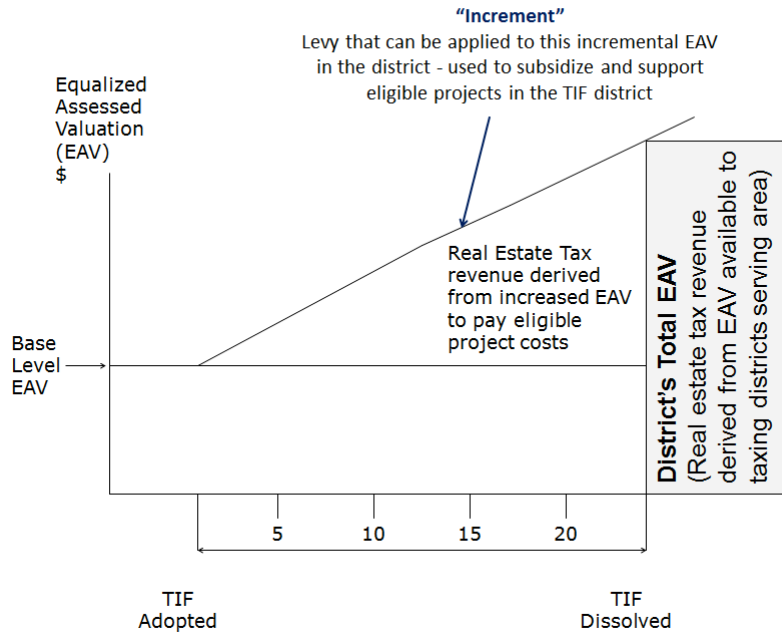 “Increment”
Levy that can be applied to this incremental EAV
in the district - used to subsidize and support
eligible projects in the TIF district
Equalized
Assessed
Valuation
(EAV)
$
Real Estate Tax
revenue derived
from increased EAV
to pay eligible
project costs
District’s Total EAV
(Real estate tax revenue
derived from EAV available to
taxing districts serving area)
Base
Level
EAV
5
10
15
20
TIF
Adopted
TIF
Dissolved